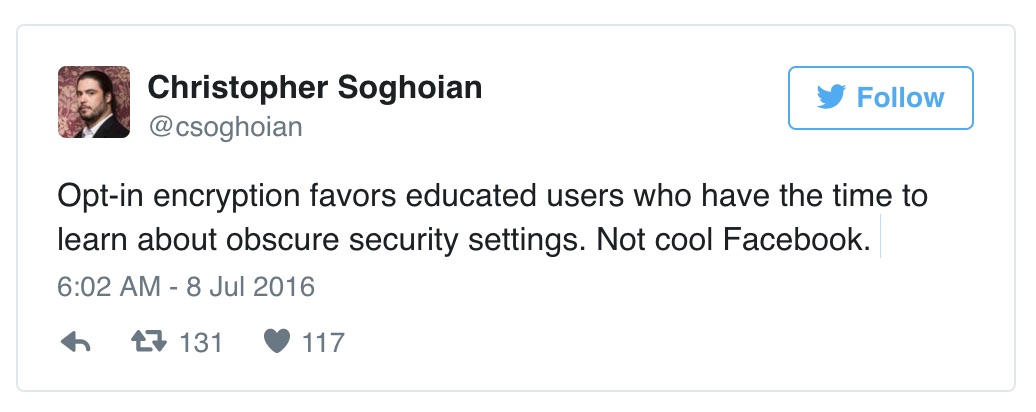 Christopher Soghoian
@csoghoian
Follow
Opt-in encryption favors educated users who have the time to
learn about obscure security settings. Not cool Facebook.
6:02 AM - 8 Jul 2016
131 117